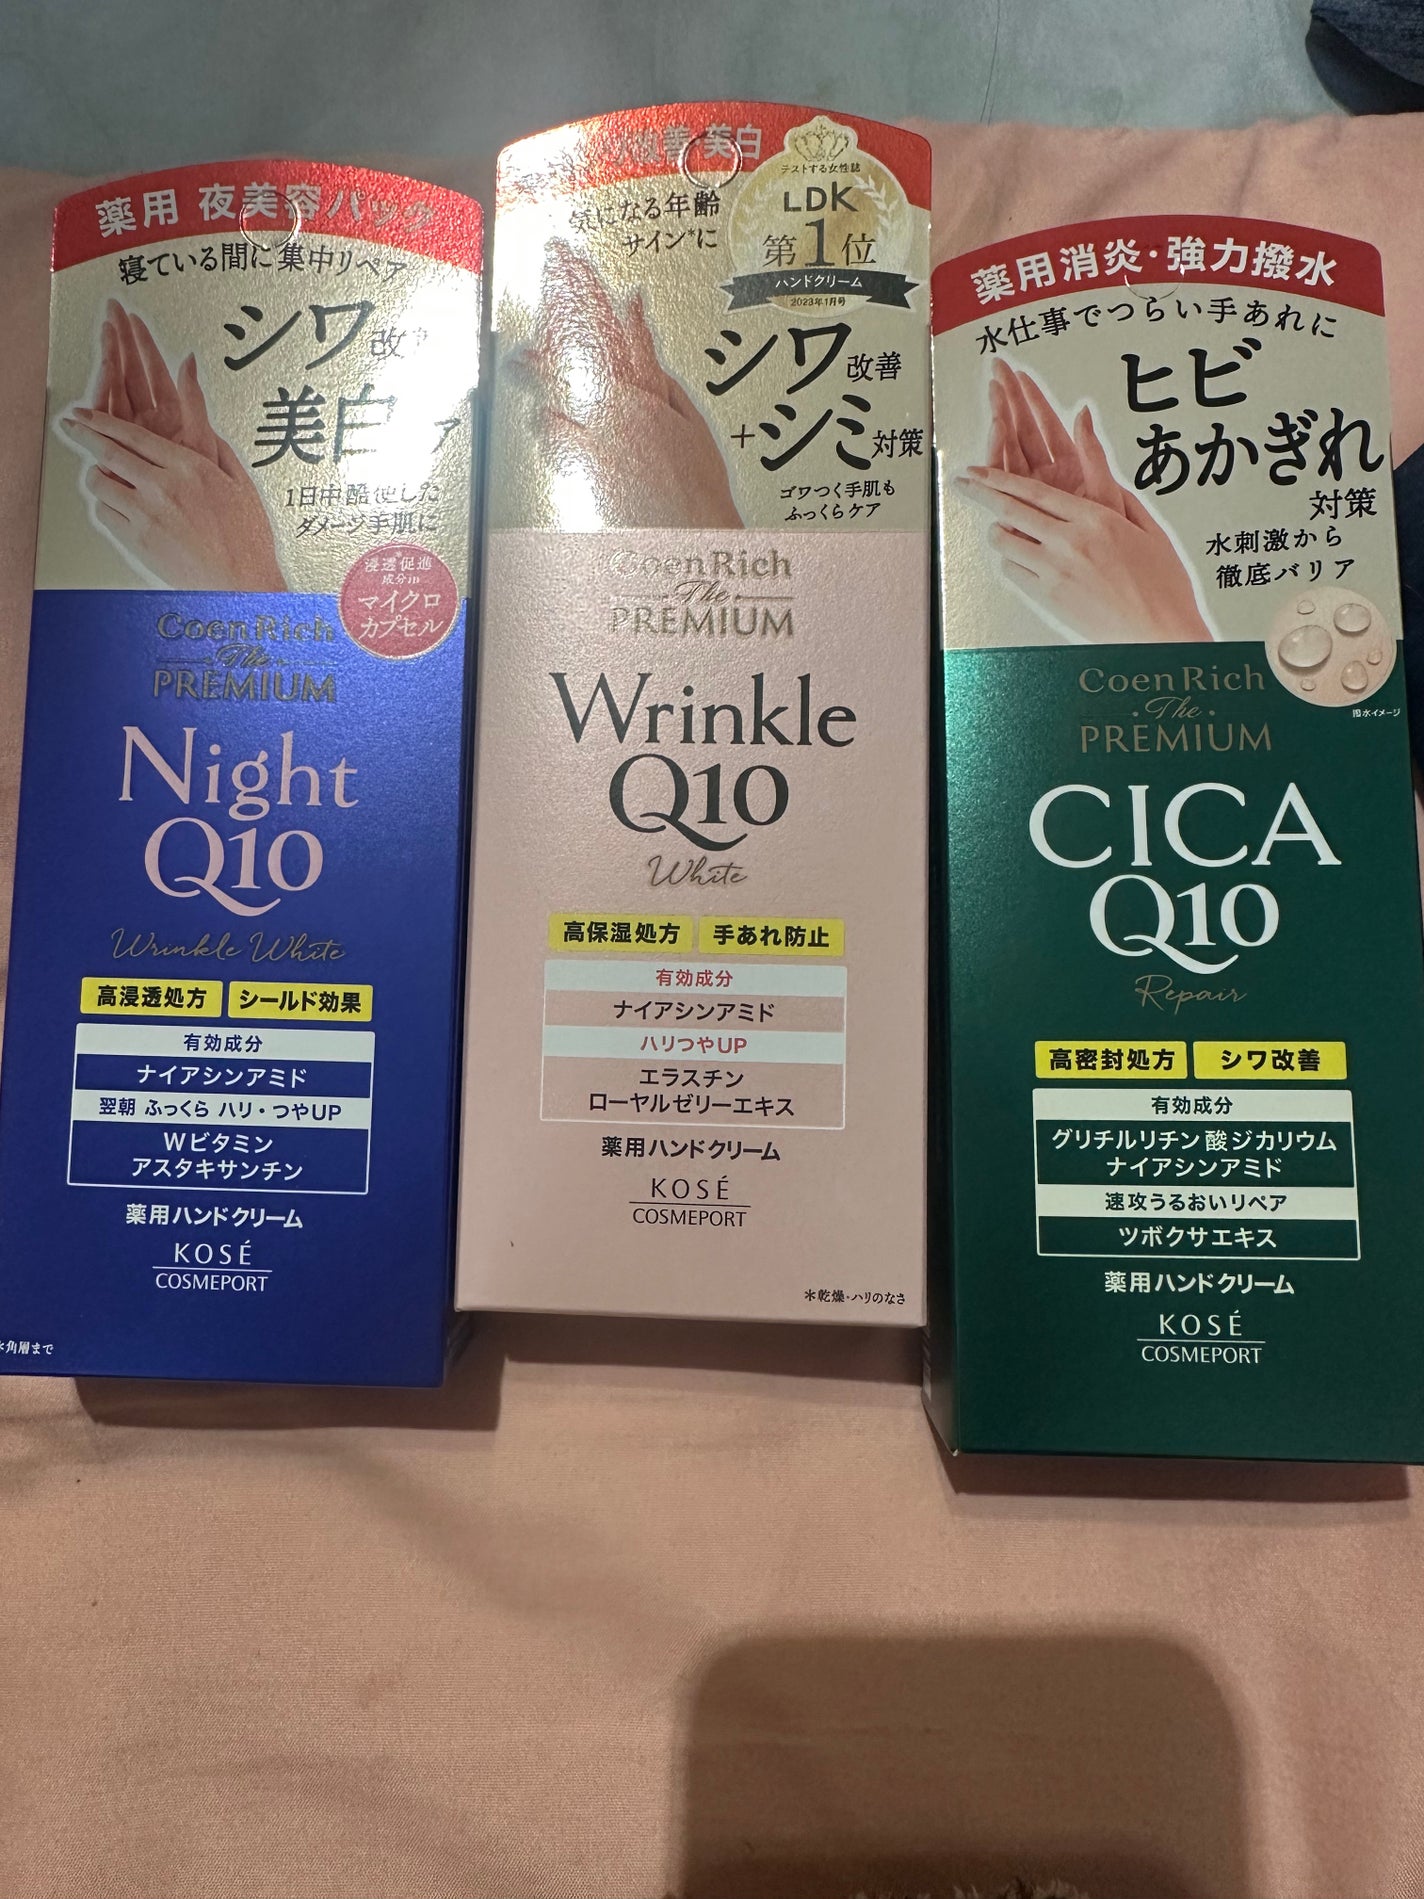 薬用 夜美容パック
寝ている間に集中リペア
シワ改善
美白ケア
1日中酷使した
ダメージ手肌に
浸透*促進
成分in
マイクロ
カプセル
Coen Rich
The
PREMIUM
Night
Q10
Wrinkle White
高浸透処方 シールド効果
有効成分
ナイアシンアミド
翌朝 ふっくら ハリ・つやUP
Wビタミン
アスタキサンチン
薬用ハンドクリーム
KOSÉ
COSMEPORT
*角層まで
改善 美白
気になる年齢
サイン*に
テストする女性誌
LDK
第1位
ハンドクリーム
2023年1月号
シワ改善
+シミ対策
ゴワつく手肌も
ふっくらケア
Coen Rich
The
PREMIUM
Wrinkle
Q10
White
高保湿処方 手あれ防止
有効成分
ナイアシンアミド
ハリつやUP
エラスチン
ローヤルゼリーエキス
薬用ハンドクリーム
KOSÉ
COSMEPORT
*乾燥・ハリのなさ
薬用消炎・強力撥水
水仕事でつらい手あれに
ヒビ
あかぎれ
対策
水刺激から
徹底バリア
撥水イメージ
Coen Rich
The
PREMIUM
CICA
Q10
Repair
高密封処方 シワ改善
有効成分
グリチルリチン酸ジカリウム
ナイアシンアミド
速攻うるおいリペア
ツボクサエキス
薬用ハンドクリーム
KOSÉ
COSMEPORT